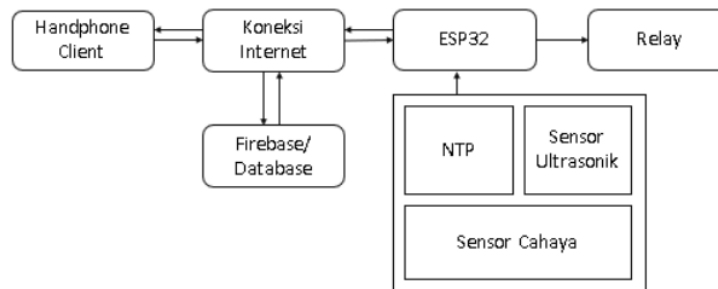 Handphone
Client
Koneksi
Internet
ESP32
Relay
Firebase/
Database
NTP
Sensor
Ultrasonik
Sensor Cahaya